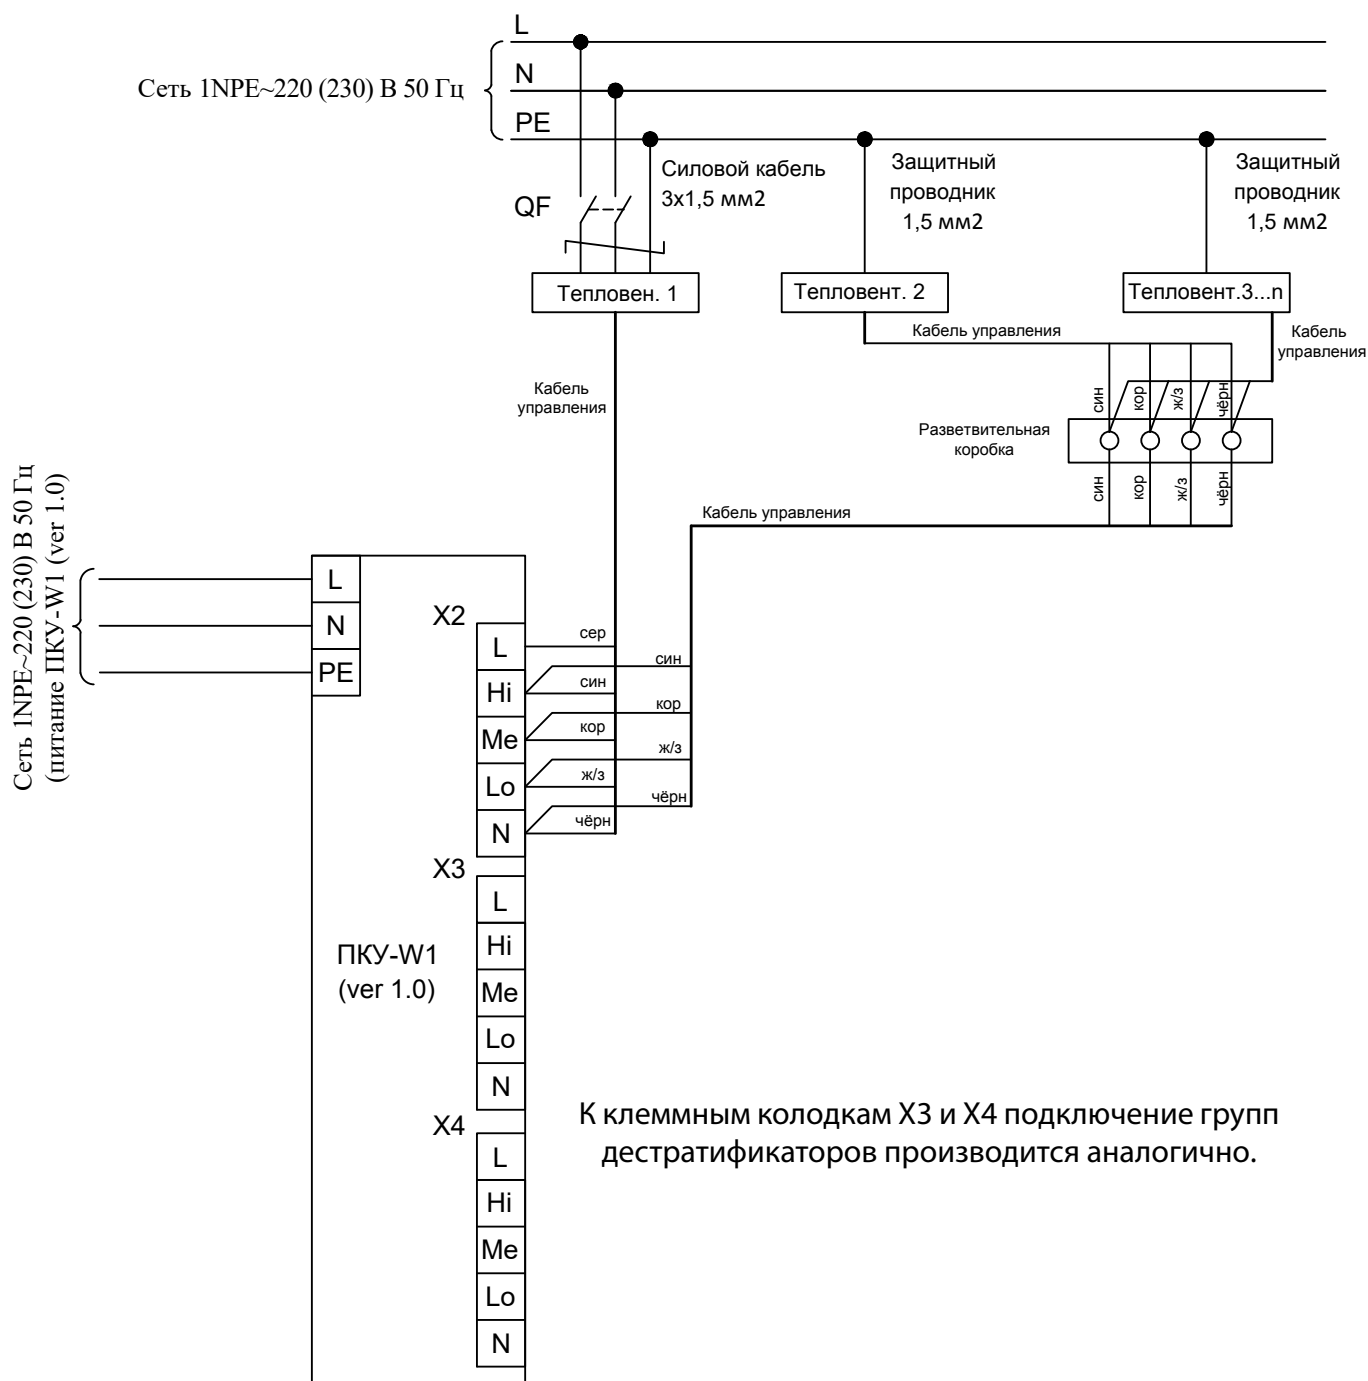 L
Сеть 1NPE~220 (230) В 50 Гц
N
PE
Силовой кабель
3х1,5 мм2
Защитный
проводник
1,5 мм2
Защитный
проводник
1,5 мм2
QF
Тепловен. 1
Тепловент. 2
Тепловент.3...n
Кабель управления
Кабель
управления
Кабель
управления
син
кор
ж/з
чёрн
Разветвительная
коробка
син
кор
ж/з
чёрн
Кабель управления
Сеть 1NPE~220 (230) В 50 Гц
(питание ПКУ-W1 (ver 1.0)
L
N
PE
X2
L
Hi
Me
Lo
N
сер
син
син
кор
кор
ж/з
ж/з
чёрн
чёрн
X3
L
Hi
Me
Lo
N
ПКУ-W1
(ver 1.0)
X4
L
Hi
Me
Lo
N
К клеммным колодкам X3 и X4 подключение групп
дестратификаторов производится аналогично.